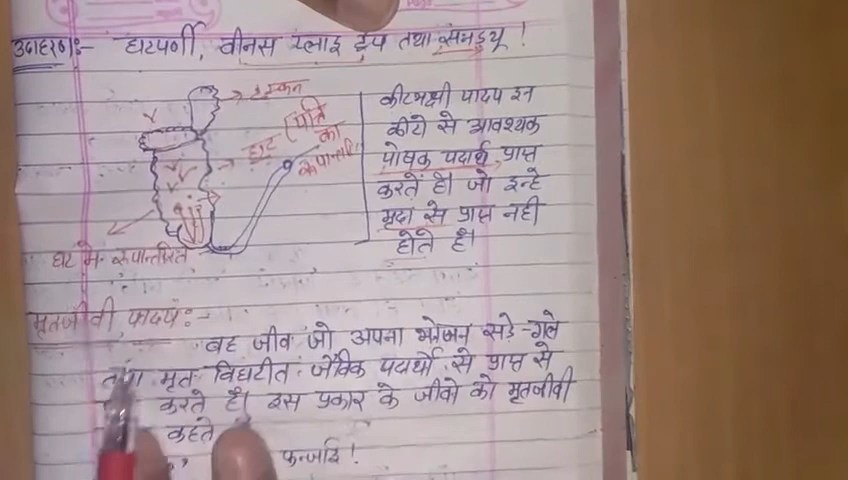 उदाहरण:- घटपर्णी, वीनस फ्लाई ट्रैप तथा सनड्यू !
ढक्कन
घट (पत्ति
का
रूपान्तरण
घट मे रूपान्तरित
कीटभक्षी पादप इन
कीटो से आवश्यक
पोषक पदार्थ प्राप्त
करते है। जो इन्हे
मृदा से प्राप्त नही
होते है।
मृतजीवी पादप:-
वह जीव जो अपना भोजन सड़े-गले
तथा मृत विघटीत जैविक पदार्थो से प्राप्त से
करते है। इस प्रकार के जीवो को मृतजीवी
कहते
फन्जाई!